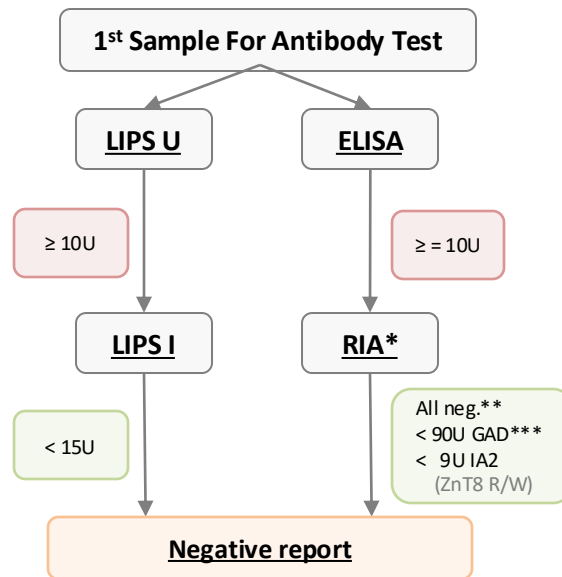 1st Sample For Antibody Test
LIPS U
ELISA
≥ 10U
≥ = 10U
LIPS I
RIA*
< 15U
All neg.**
< 90U GAD***
< 9U IA2
(ZnT8 R/W)
Negative report